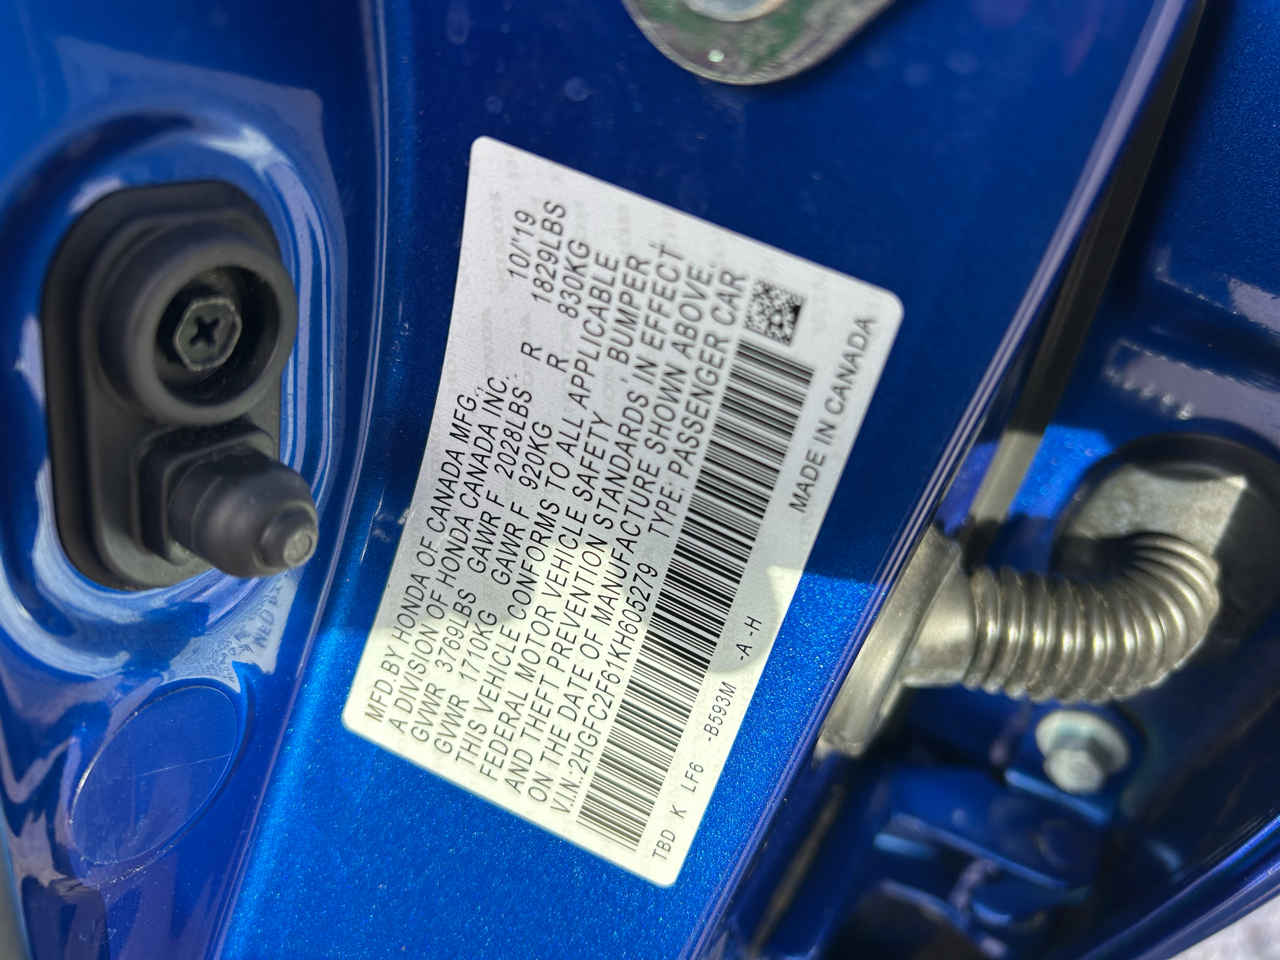 MFD.BY HONDA OF CANADA MFG., 10/'19
A DIVISION OF HONDA CANADA INC.
GVWR 3769LBS GAWR F 2028LBS R 1829LBS
GVWR 1710KG GAWR F 920KG R 830KG
THIS VEHICLE CONFORMS TO ALL APPLICABLE
FEDERAL MOTOR VEHICLE SAFETY, BUMPER,
AND THEFT PREVENTION STANDARDS IN EFFECT
ON THE DATE OF MANUFACTURE SHOWN ABOVE.
V.I.N.:2HGFC2F61KH605279 TYPE: PASSENGER CAR
TBD K LF6 -B593M -A -H MADE IN CANADA